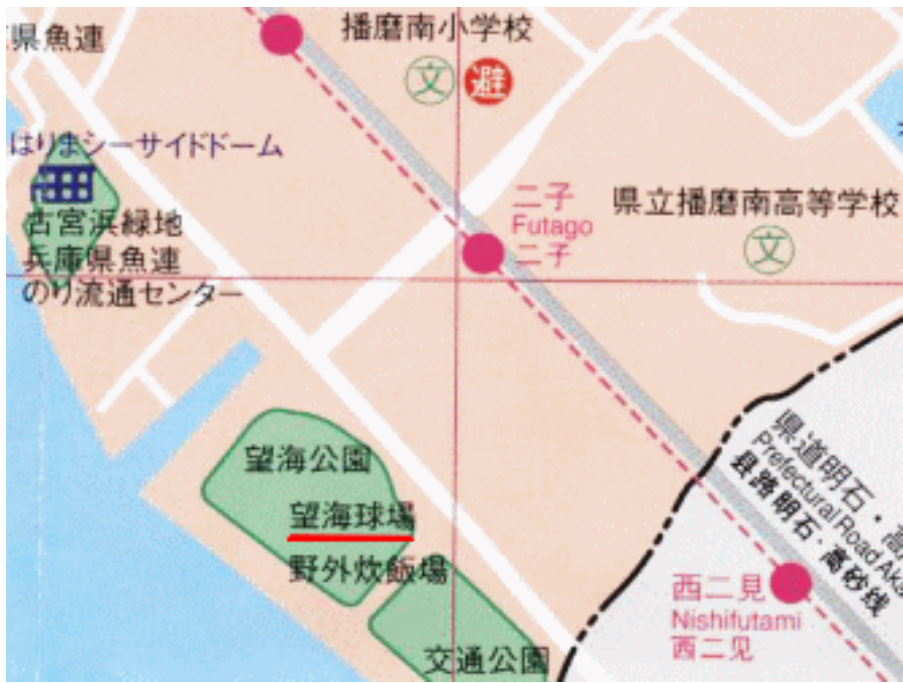 県魚連
播磨南小学校
文
避
はりまシーサイドドーム
古宮浜緑地
兵庫県魚連
のり流通センター
二子
Futago
二子
県立播磨南高等学校
文
望海公園
望海球場
野外炊飯場
交通公園
県道明石・高
Prefectural Road Aka
县路明石・高砂线
西二見
Nishifutami
西二见